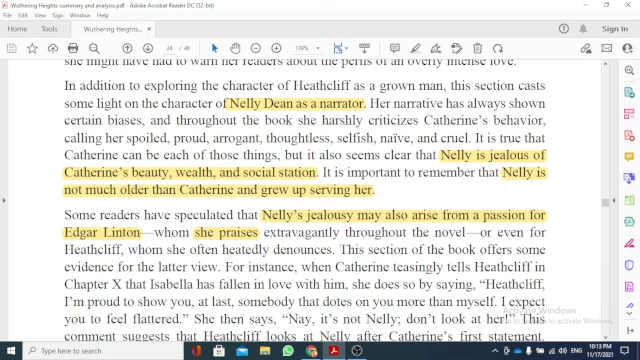 Wuthering Heights-summary and analysis.pdf - Adobe Acrobat Reader DC (32-bit)
File Edit View Sign Window Help
Home Tools Wuthering Heights-su... × Sign In
24 / 46 139%
she might have had to warn her readers about the perils of an overly intense love.
In addition to exploring the character of Heathcliff as a grown man, this section casts
some light on the character of Nelly Dean as a narrator. Her narrative has always shown
certain biases, and throughout the book she harshly criticizes Catherine's behavior,
calling her spoiled, proud, arrogant, thoughtless, selfish, naïve, and cruel. It is true that
Catherine can be each of those things, but it also seems clear that Nelly is jealous of
Catherine's beauty, wealth, and social station. It is important to remember that Nelly is
not much older than Catherine and grew up serving her.
Some readers have speculated that Nelly's jealousy may also arise from a passion for
Edgar Linton—whom she praises extravagantly throughout the novel—or even for
Heathcliff, whom she often heatedly denounces. This section of the book offers some
evidence for the latter view. For instance, when Catherine teasingly tells Heathcliff in
Chapter X that Isabella has fallen in love with him, she does so by saying, "Heathcliff,
I'm proud to show you, at last, somebody that dotes on you more than myself. I expect
you to feel flattered." She then says, "Nay, it's not Nelly; don't look at her!" This
comment suggests that Heathcliff looks at Nelly after Catherine's first statement.
Activate Windows
to activate Windows.
Type here to search
ENG
10:13 PM
11/17/2021